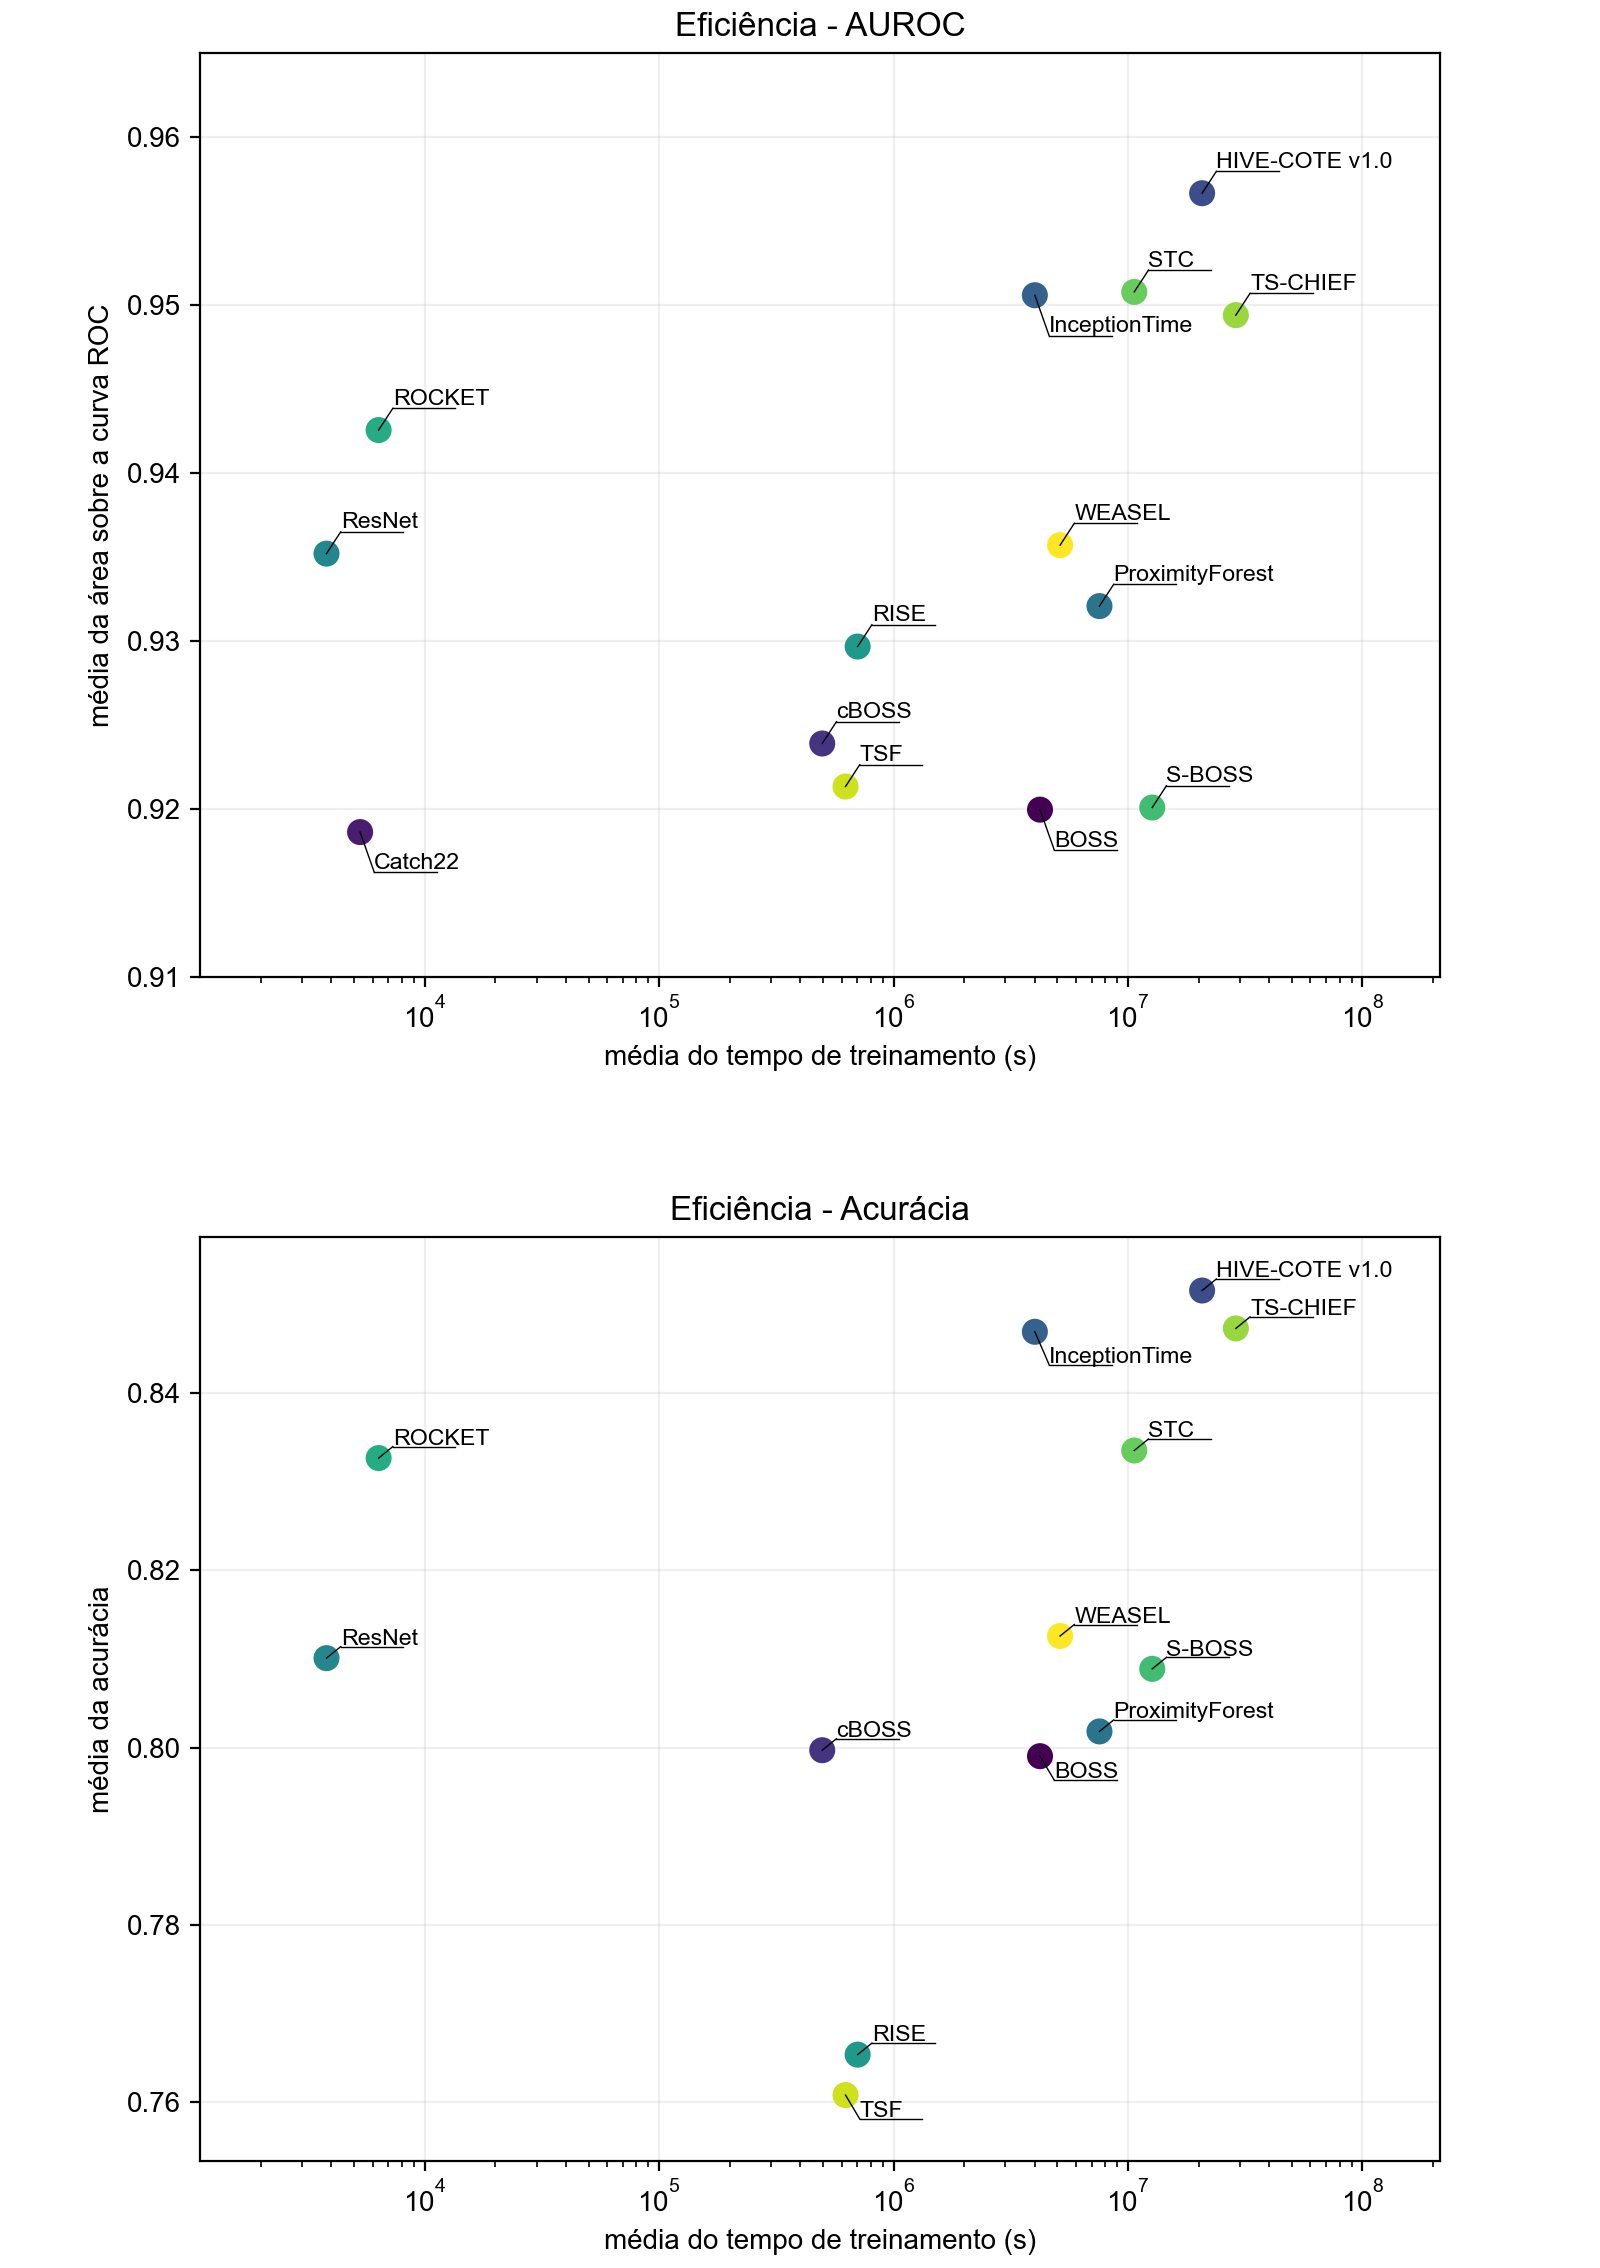 Eficiência - AUROC
0.96
HIVE-COTE v1.0
STC
TS-CHIEF
0.95
InceptionTime
ROCKET
0.94
WEASEL
ResNet
ProximityForest
RISE
0.93
cBOSS
TSF
S-BOSS
0.92
BOSS
Catch22
0.91
média da área sobre a curva ROC
10^4 10^5 10^6 10^7 10^8
média do tempo de treinamento (s)
Eficiência - Acurácia
HIVE-COTE v1.0
TS-CHIEF
InceptionTime
0.84
STC
ROCKET
0.82
WEASEL
ResNet
S-BOSS
ProximityForest
cBOSS
0.80
BOSS
0.78
RISE
0.76
TSF
média da acurácia
10^4 10^5 10^6 10^7 10^8
média do tempo de treinamento (s)